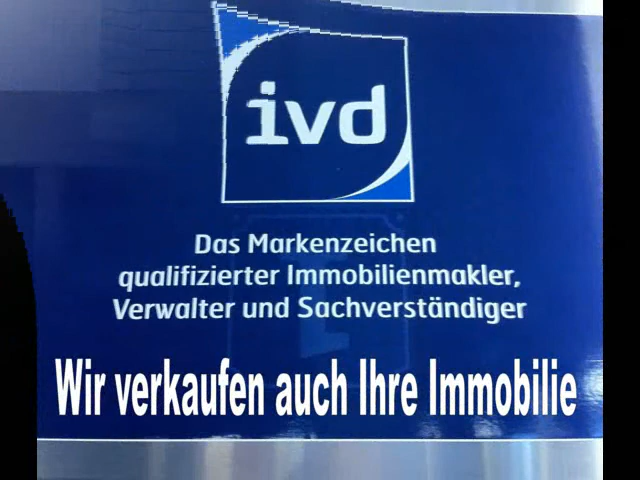 ivd
Das Markenzeichen
qualifizierter Immobilienmakler,
Verwalter und Sachverständiger
Wir verkaufen auch Ihre Immobilie